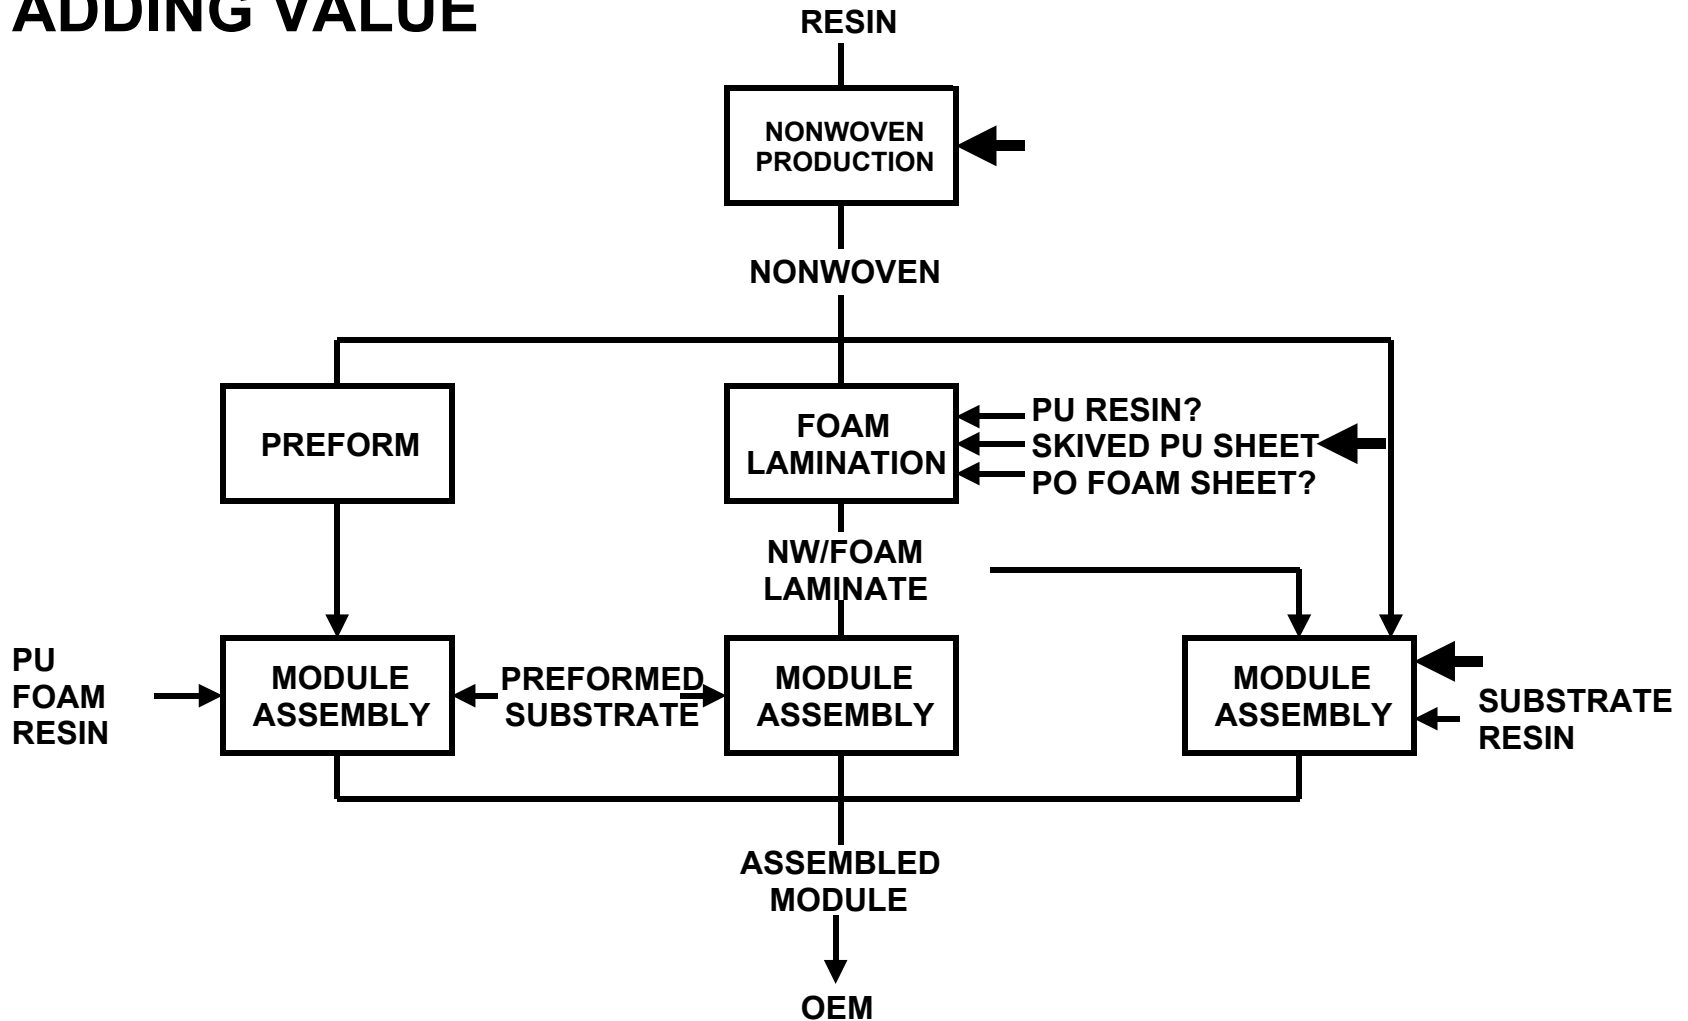 ADDING VALUE
RESIN
NONWOVEN
PRODUCTION
NONWOVEN
PREFORM
FOAM
LAMINATION
PU RESIN?
SKIVED PU SHEET
PO FOAM SHEET?
NW/FOAM
LAMINATE
PU
FOAM
RESIN
MODULE
ASSEMBLY
PREFORMED
SUBSTRATE
MODULE
ASSEMBLY
MODULE
ASSEMBLY
SUBSTRATE
RESIN
ASSEMBLED
MODULE
OEM